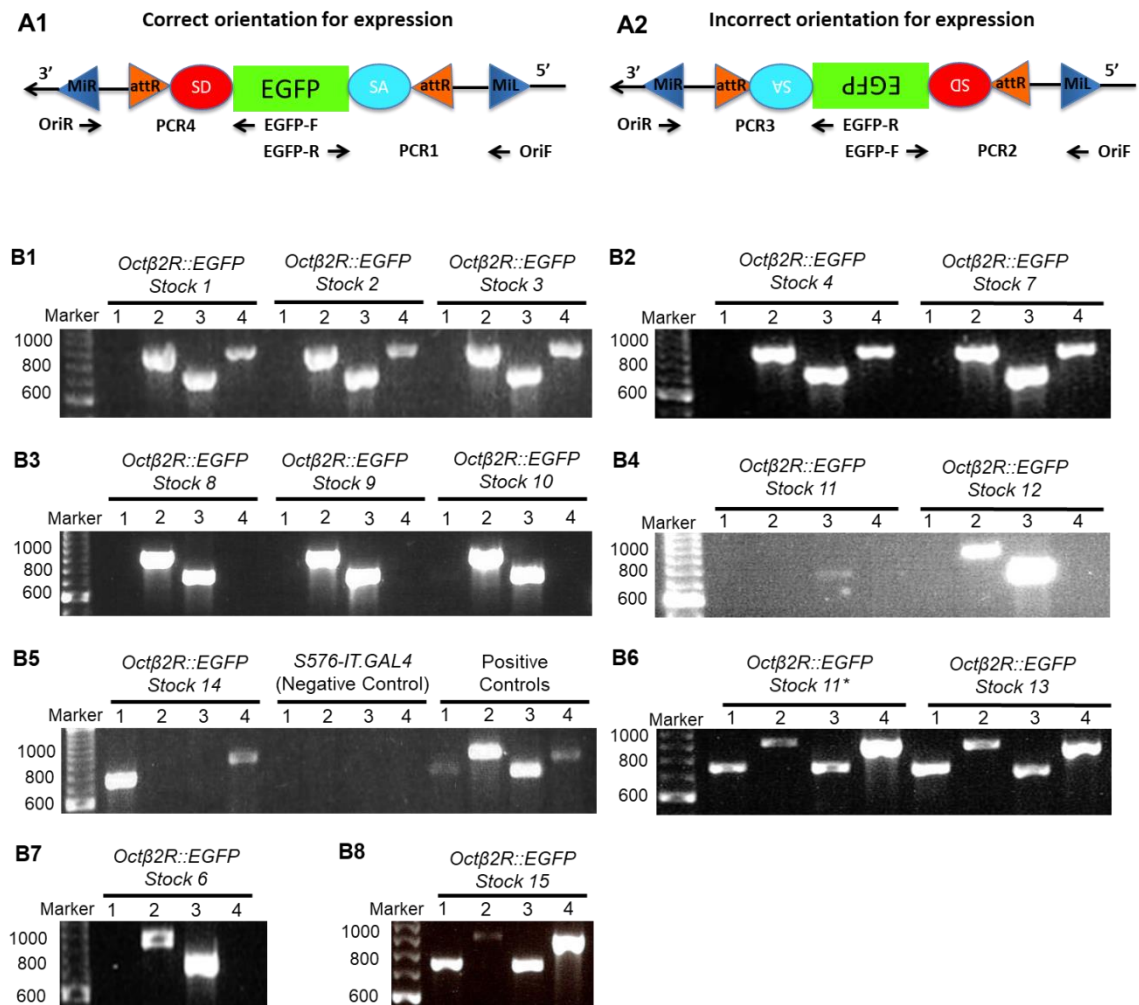 A1 Correct orientation for expression
3' MiR attR SD EGFP SA attR MiL 5'
OriR PCR4 EGFP-F
EGFP-R PCR1 OriF
A2 Incorrect orientation for expression
3' MiR attR SA EGFP SD attR MiL 5'
OriR PCR3 EGFP-R
EGFP-F PCR2 OriF
B1
Octβ2R::EGFP Octβ2R::EGFP Octβ2R::EGFP
Stock 1 Stock 2 Stock 3
Marker 1 2 3 4 1 2 3 4 1 2 3 4
1000
800
600
B2
Octβ2R::EGFP Octβ2R::EGFP
Stock 4 Stock 7
Marker 1 2 3 4 1 2 3 4
1000
800
600
B3
Octβ2R::EGFP Octβ2R::EGFP Octβ2R::EGFP
Stock 8 Stock 9 Stock 10
Marker 1 2 3 4 1 2 3 4 1 2 3 4
1000
800
600
B4
Octβ2R::EGFP Octβ2R::EGFP
Stock 11 Stock 12
Marker 1 2 3 4 1 2 3 4
1000
800
600
B5
Octβ2R::EGFP S576-IT.GAL4 Positive
Stock 14 (Negative Control) Controls
Marker 1 2 3 4 1 2 3 4 1 2 3 4
1000
800
600
B6
Octβ2R::EGFP Octβ2R::EGFP
Stock 11* Stock 13
Marker 1 2 3 4 1 2 3 4
1000
800
600
B7
Octβ2R::EGFP
Stock 6
Marker 1 2 3 4
1000
800
600
B8
Octβ2R::EGFP
Stock 15
Marker 1 2 3 4
1000
800
600